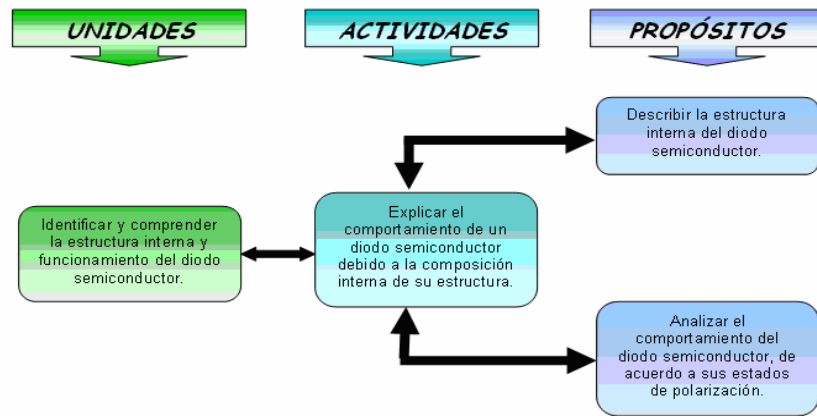 UNIDADES
ACTIVIDADES
PROPÓSITOS
Describir la estructura
interna del diodo
semiconductor.
Identificar y comprender
la estructura interna y
funcionamiento del diodo
semiconductor.
Explicar el
comportamiento de un
diodo semiconductor
debido a la composición
interna de su estructura.
Analizar el
comportamiento del
diodo semiconductor, de
acuerdo a sus estados
de polarización.